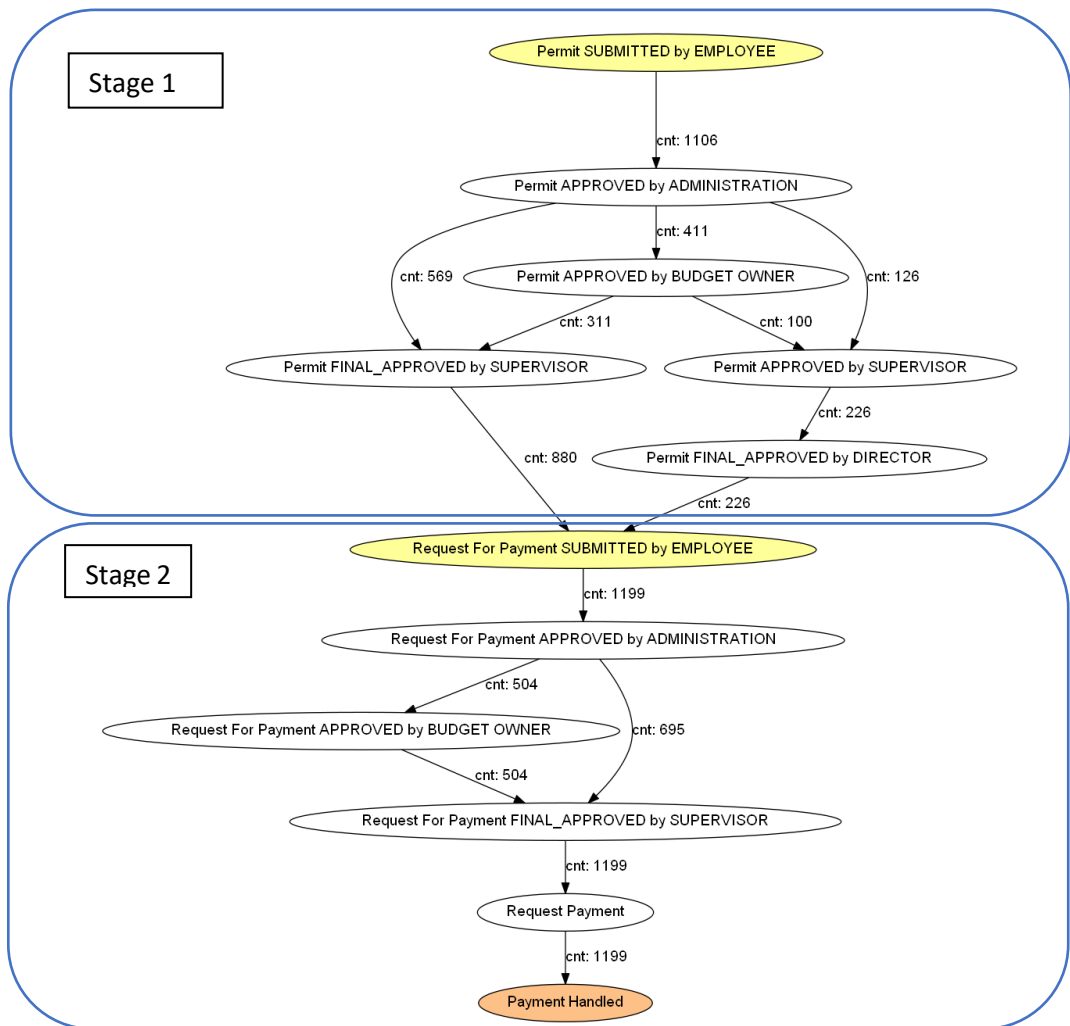 Stage 1
Permit SUBMITTED by EMPLOYEE
cnt: 1106
Permit APPROVED by ADMINISTRATION
cnt: 411
cnt: 569
Permit APPROVED by BUDGET OWNER
cnt: 126
cnt: 311
cnt: 100
Permit FINAL_APPROVED by SUPERVISOR
Permit APPROVED by SUPERVISOR
cnt: 226
cnt: 880
Permit FINAL_APPROVED by DIRECTOR
cnt: 226
Stage 2
Request For Payment SUBMITTED by EMPLOYEE
cnt: 1199
Request For Payment APPROVED by ADMINISTRATION
cnt: 504
Request For Payment APPROVED by BUDGET OWNER
cnt: 695
cnt: 504
Request For Payment FINAL_APPROVED by SUPERVISOR
cnt: 1199
Request Payment
cnt: 1199
Payment Handled